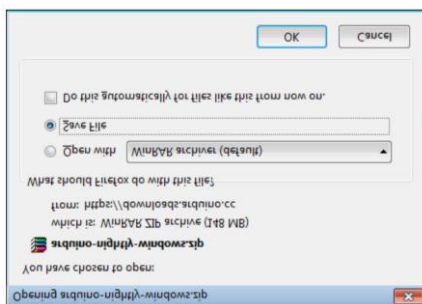 Opening arduino-nightly-windows.zip
You have chosen to open:
arduino-nightly-windows.zip
which is: WinRAR ZIP archive (148 MB)
from: https://downloads.arduino.cc
What should Firefox do with this file?
Open with WinRAR archiver (default)
Save File
Do this automatically for files like this from now on.
OK Cancel